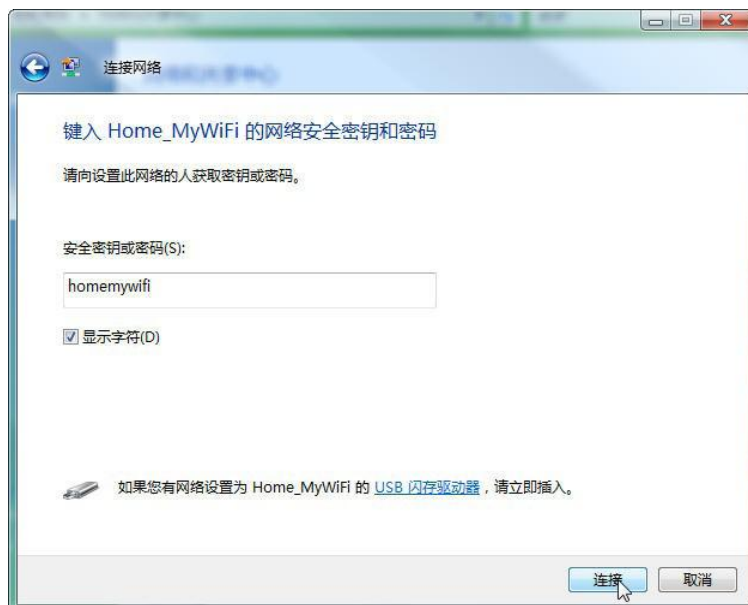 连接网络
键入 Home_MyWiFi 的网络安全密钥和密码
请向设置此网络的人获取密钥或密码。
安全密钥或密码(S):
homemywifi
显示字符(D)
如果您有网络设置为 Home_MyWiFi 的 USB 闪存驱动器，请立即插入。
连接
取消